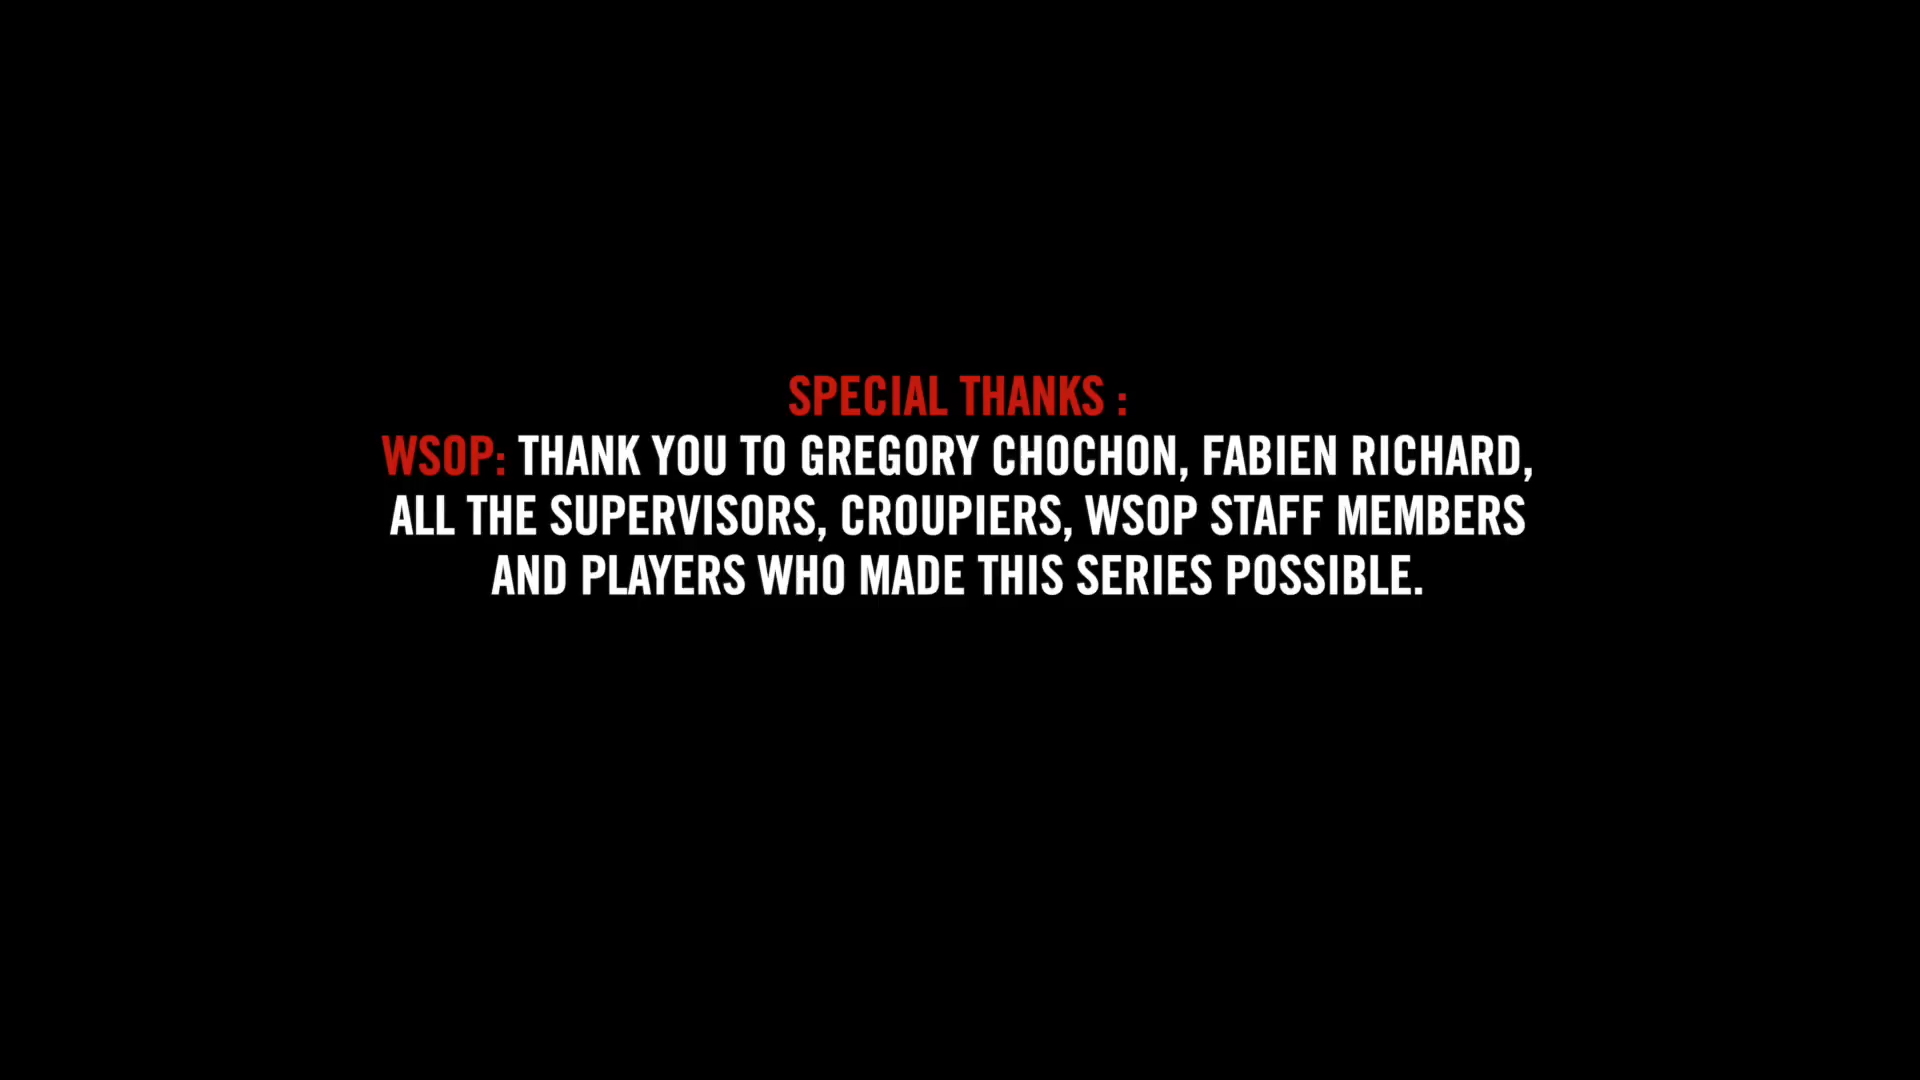 SPECIAL THANKS :
WSOP: THANK YOU TO GREGORY CHOCHON, FABIEN RICHARD,
ALL THE SUPERVISORS, CROUPIERS, WSOP STAFF MEMBERS
AND PLAYERS WHO MADE THIS SERIES POSSIBLE.